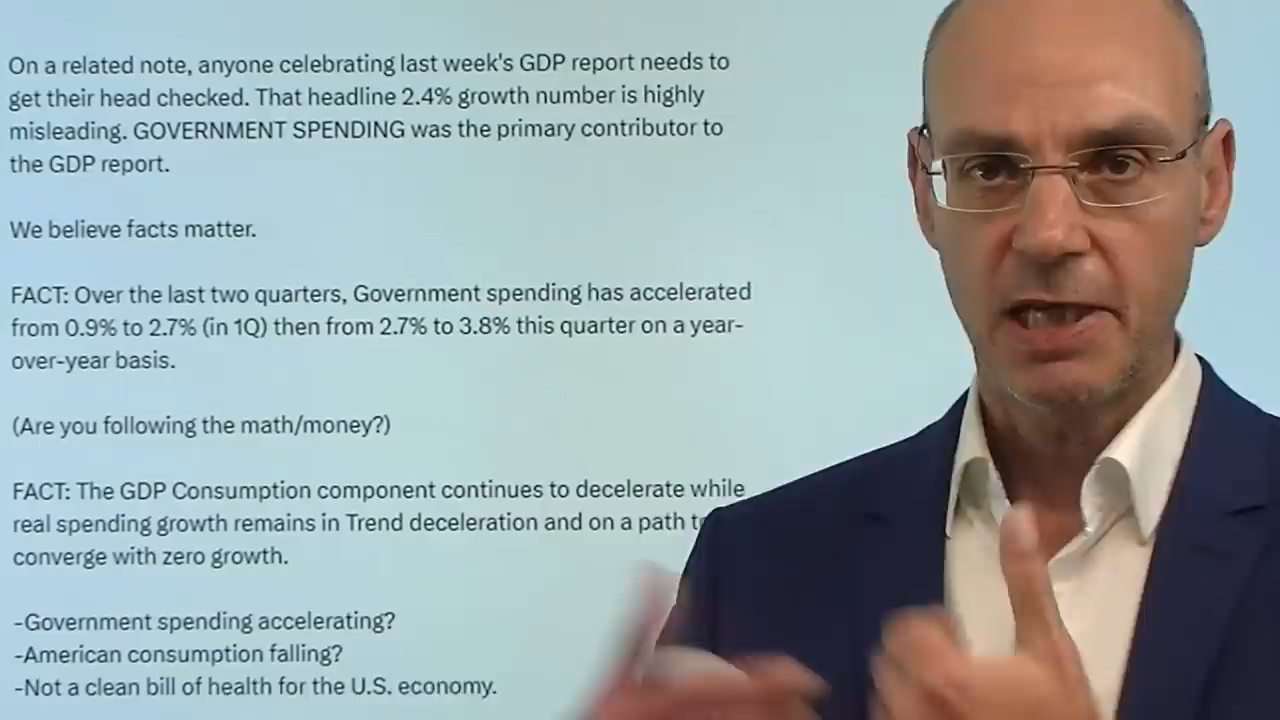 On a related note, anyone celebrating last week's GDP report needs to
get their head checked. That headline 2.4% growth number is highly
misleading. GOVERNMENT SPENDING was the primary contributor to
the GDP report.
We believe facts matter.
FACT: Over the last two quarters, Government spending has accelerated
from 0.9% to 2.7% (in 1Q) then from 2.7% to 3.8% this quarter on a year-
over-year basis.
(Are you following the math/money?)
FACT: The GDP Consumption component continues to decelerate while
real spending growth remains in Trend deceleration and on a path to
converge with zero growth.
-Government spending accelerating?
-American consumption falling?
-Not a clean bill of health for the U.S. economy.